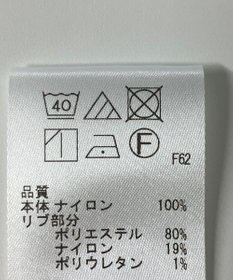 40
F F62
品質
本体 ナイロン 100%
リブ部分
ポリエステル 80%
ナイロン 19%
ポリウレタン 1%